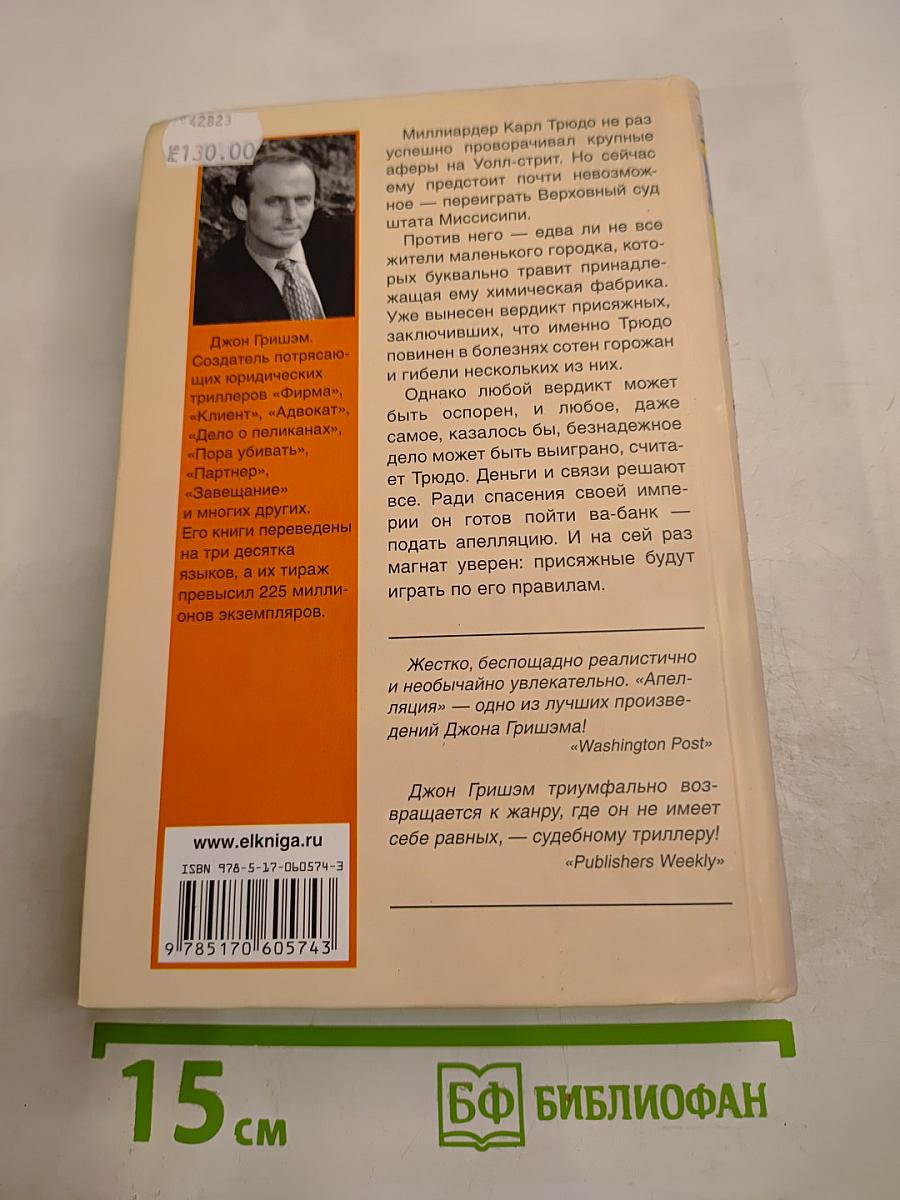 42823
РУБ 130.00
Джон Гришэм.
Создатель потрясаю-
щих юридических
триллеров «Фирма»,
«Клиент», «Адвокат»,
«Дело о пеликанах»,
«Пора убивать»,
«Партнер»,
«Завещание»
и многих других.
Его книги переведены
на три десятка
языков, а их тираж
превысил 225 милли-
онов экземпляров.
www.elkniga.ru
ISBN 978-5-17-060574-3
9 785170 605743
Миллиардер Карл Трюдо не раз
успешно проворачивал крупные
аферы на Уолл-стрит. Но сейчас
ему предстоит почти невозмож-
ное — переиграть Верховный суд
штата Миссисипи.
Против него — едва ли не все
жители маленького городка, кото-
рых буквально травит принадле-
жащая ему химическая фабрика.
Уже вынесен вердикт присяжных,
заключивших, что именно Трюдо
повинен в болезнях сотен горожан
и гибели нескольких из них.
Однако любой вердикт может
быть оспорен, и любое, даже
самое, казалось бы, безнадежное
дело может быть выиграно, счита-
ет Трюдо. Деньги и связи решают
все. Ради спасения своей импе-
рии он готов пойти ва-банк —
подать апелляцию. И на сей раз
магнат уверен: присяжные будут
играть по его правилам.
Жестко, беспощадно реалистично
и необычайно увлекательно. «Апел-
ляция» — одно из лучших произве-
дений Джона Гришэма!
«Washington Post»
Джон Гришэм триумфально воз-
вращается к жанру, где он не имеет
себе равных, — судебному триллеру!
«Publishers Weekly»
15 см
БФ БИБЛИОФАН